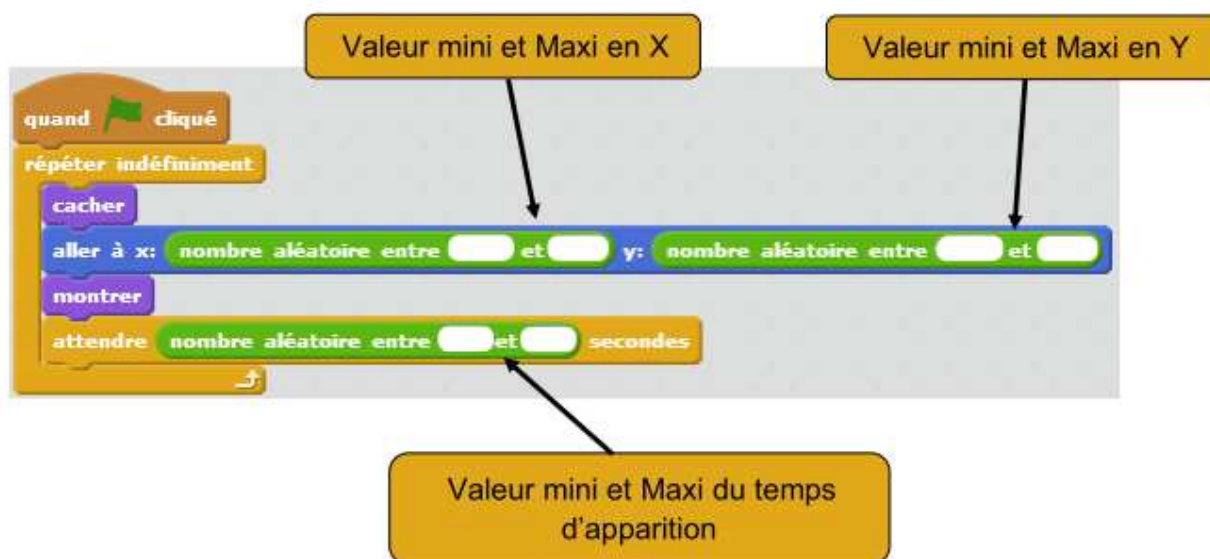 Valeur mini et Maxi en X
Valeur mini et Maxi en Y
quand cliqué
répéter indéfiniment
cacher
aller à x: nombre aléatoire entre et y: nombre aléatoire entre et
montrer
attendre nombre aléatoire entre et secondes
Valeur mini et Maxi du temps
d'apparition